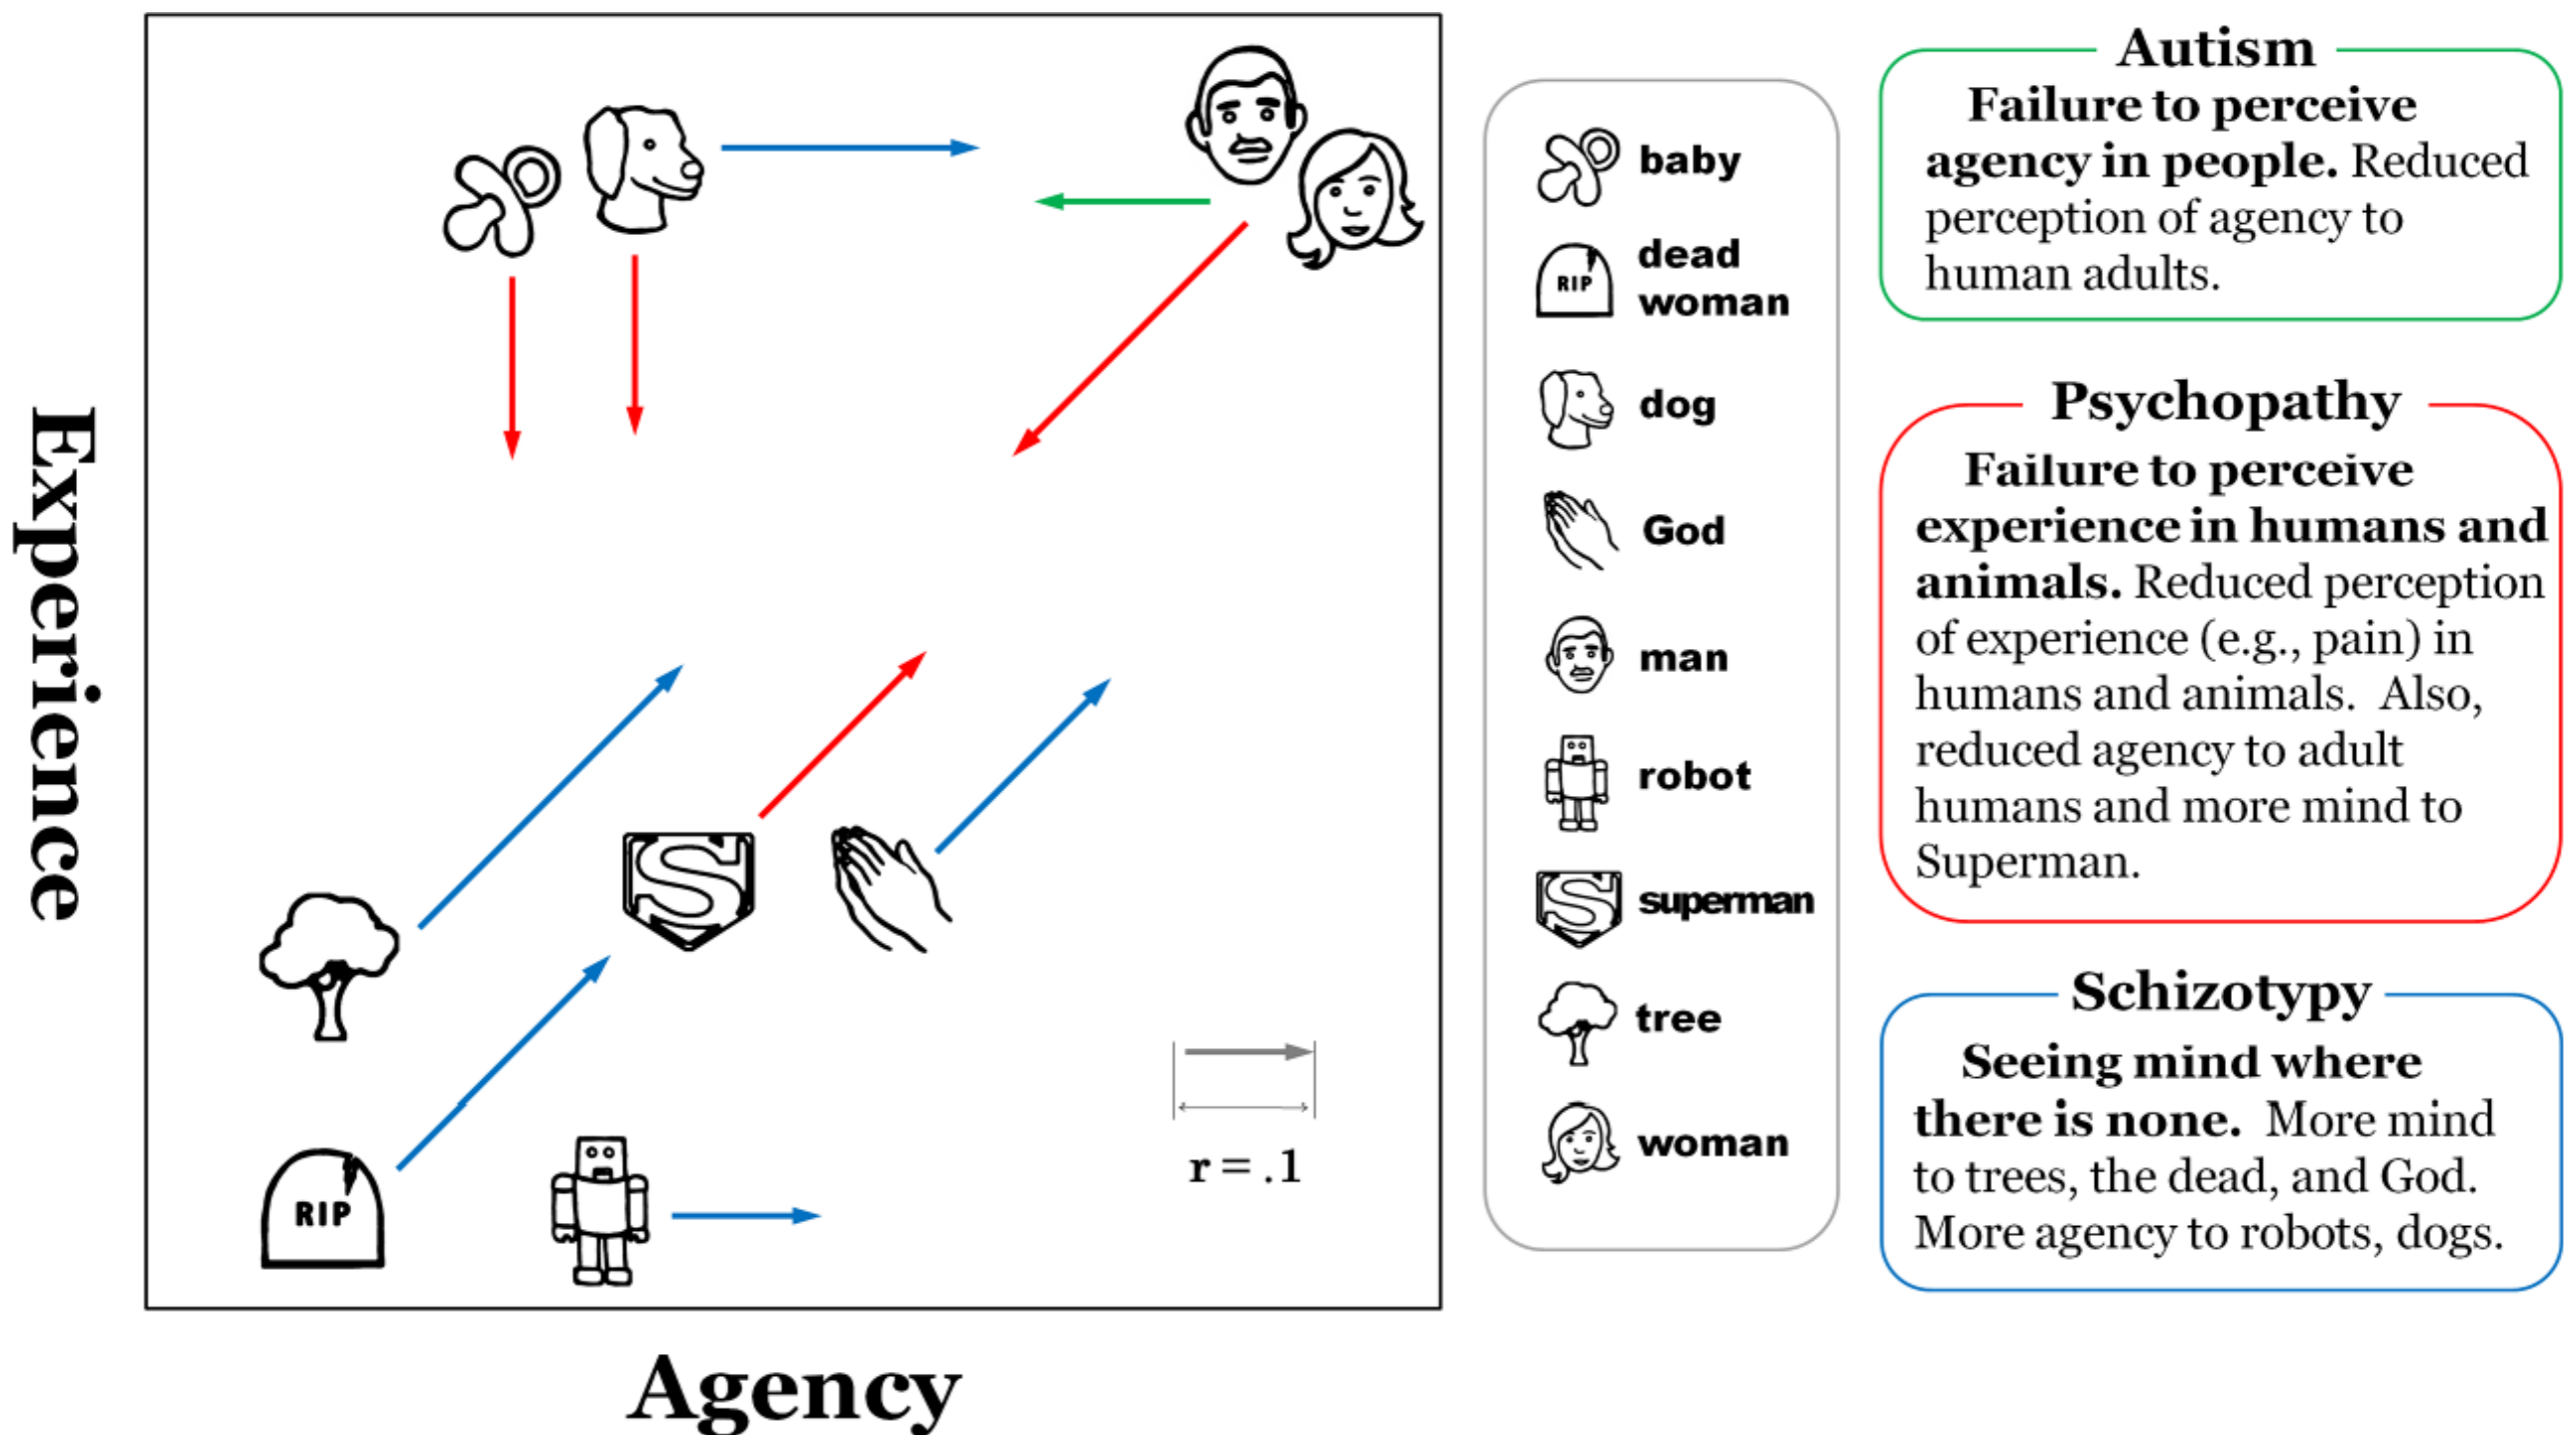 Experience
RIP
r = .1
Agency
baby
dead
woman
RIP
dog
God
man
robot
superman
tree
woman
Autism
Failure to perceive
agency in people. Reduced
perception of agency to
human adults.
Psychopathy
Failure to perceive
experience in humans and
animals. Reduced perception
of experience (e.g., pain) in
humans and animals.  Also,
reduced agency to adult
humans and more mind to
Superman.
Schizotypy
Seeing mind where
there is none.  More mind
to trees, the dead, and God.
More agency to robots, dogs.